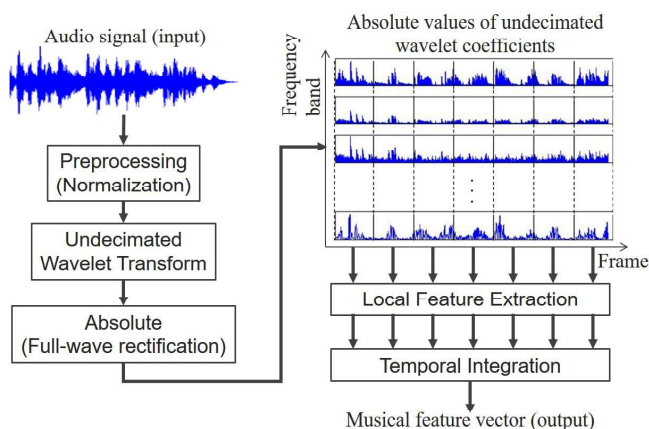 Audio signal (input)
Preprocessing
(Normalization)
Undecimated
Wavelet Transform
Absolute
(Full-wave rectification)
Absolute values of undecimated
wavelet coefficients
Frequency
band
Frame
Local Feature Extraction
Temporal Integration
Musical feature vector (output)